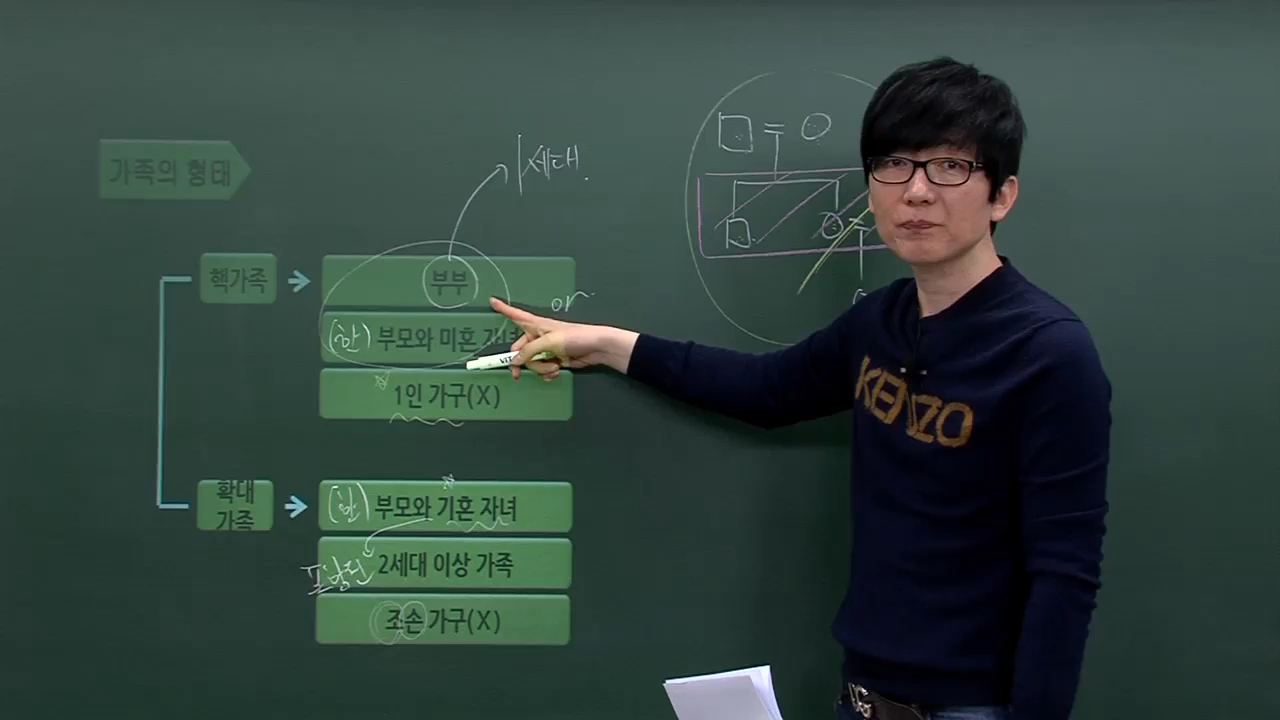 가족의 형태
1세대.
핵가족
부부
or
(한) 부모와 미혼 자녀
1인 가구(X)
확대
가족
(한) 부모와 기혼 자녀
포함된 2세대 이상 가족
조손 가구(X)
KENZO